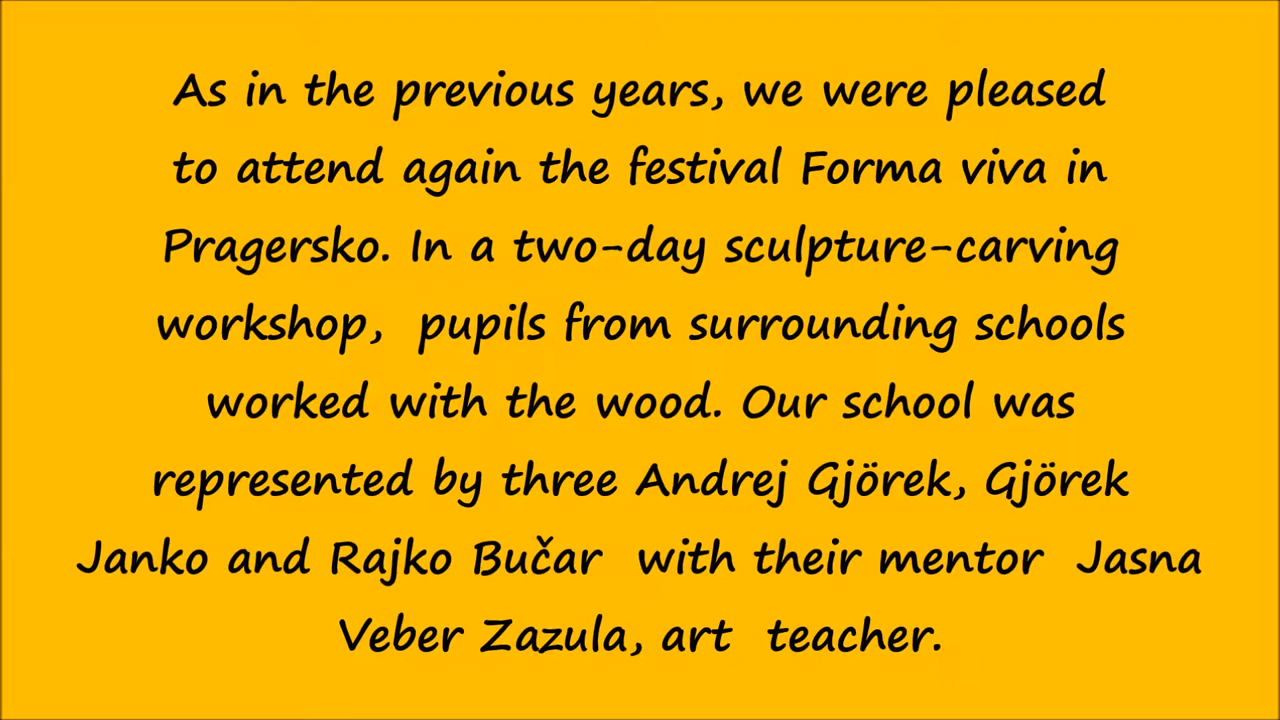 As in the previous years, we were pleased
to attend again the festival Forma viva in
Pragersko. In a two-day sculpture-carving
workshop,  pupils from surrounding schools
worked with the wood. Our school was
represented by three Andrej Gjörek, Gjörek
Janko and Rajko Bučar  with their mentor  Jasna
Veber Zazula, art  teacher.